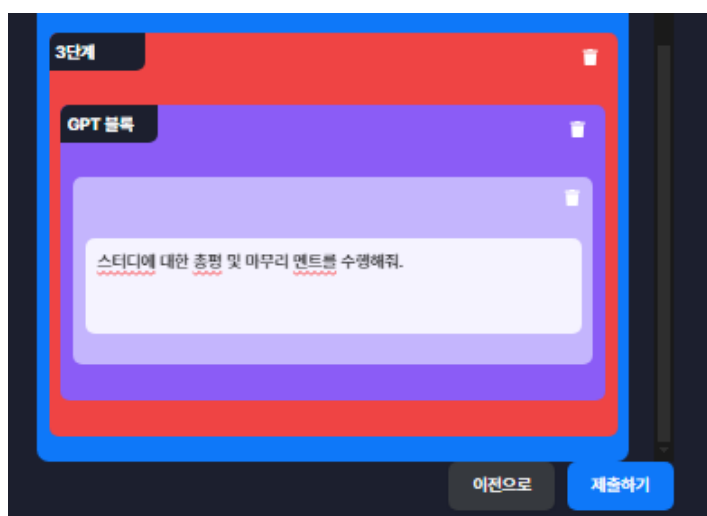 3단계
GPT 블록
스터디에 대한 총평 및 마무리 멘트를 수행해줘.
이전으로
제출하기